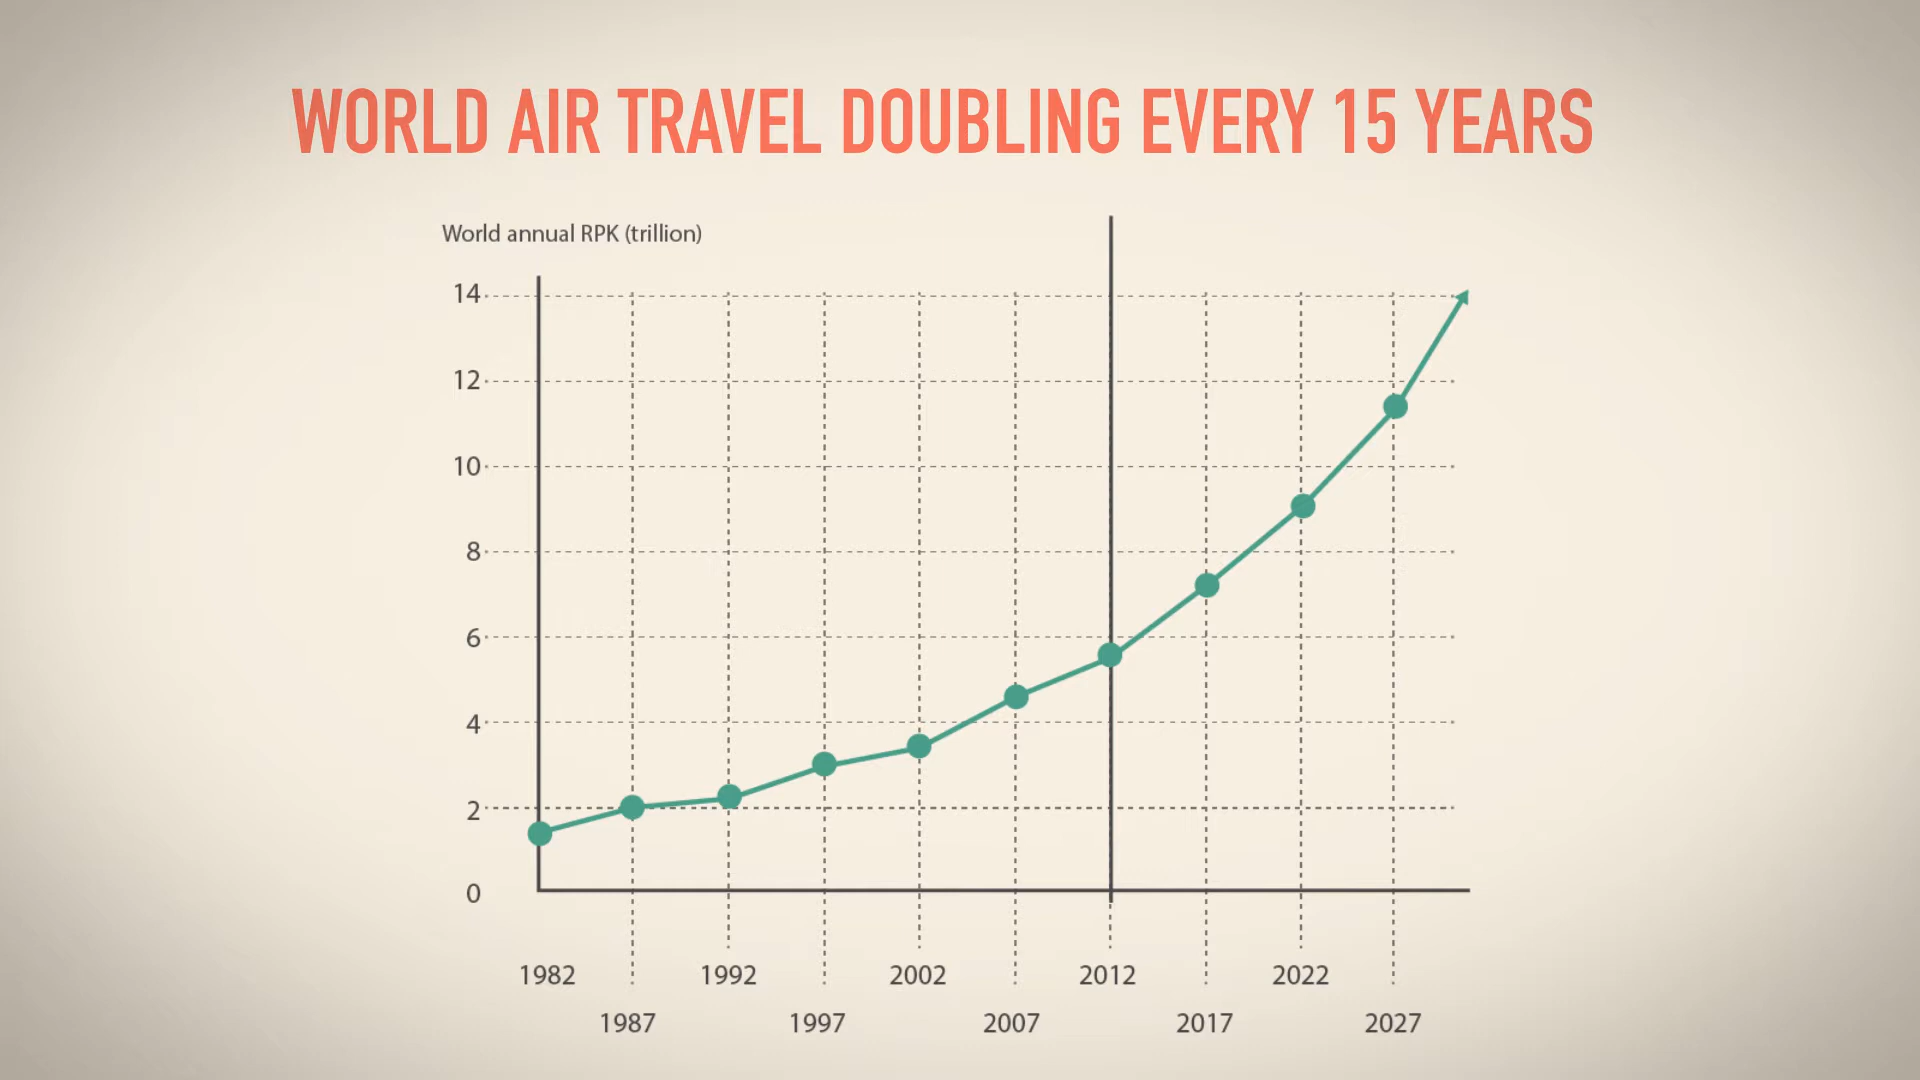 WORLD AIR TRAVEL DOUBLING EVERY 15 YEARS
World annual RPK (trillion)
14
12
10
8
6
4
2
0
1982 1992 2002 2012 2022
1987 1997 2007 2017 2027